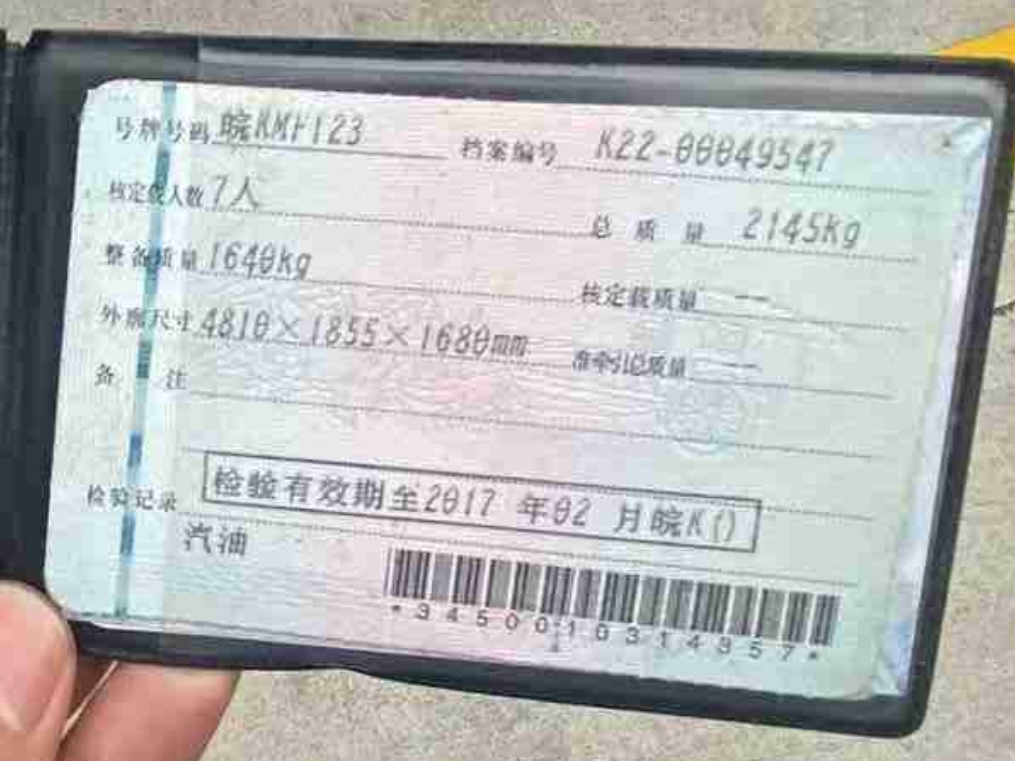 号牌号码 皖KMF123 档案编号 K22-00049547
核定载人数 7人 总质量 2145kg
整备质量 1640kg 核定载质量 --
外廓尺寸 4810×1855×1680mm 准牵引总质量 --
备注
检验记录 检验有效期至2017年02月皖K()
汽油
*3450010314357*